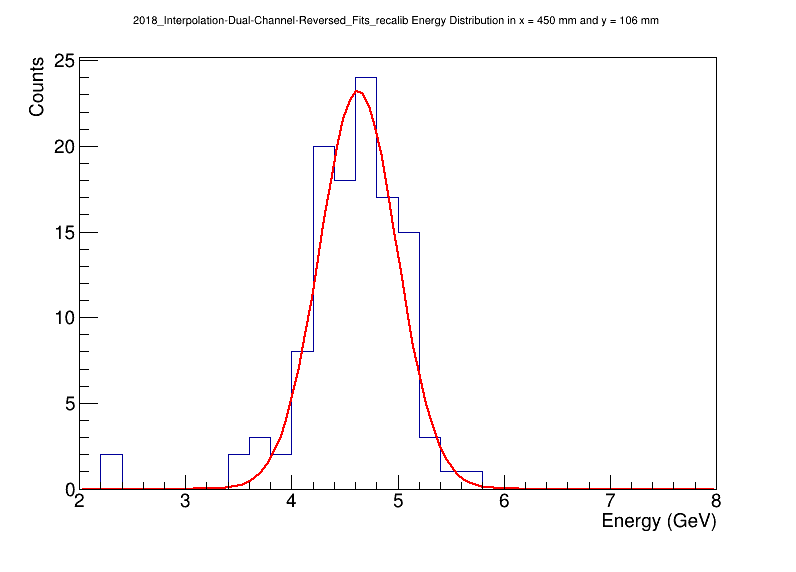 2018_Interpolation-Dual-Channel-Reversed_Fits_recalib Energy Distribution in x = 450 mm and y = 106 mm
Counts
25
20
15
10
5
0
2 3 4 5 6 7 8
Energy (GeV)